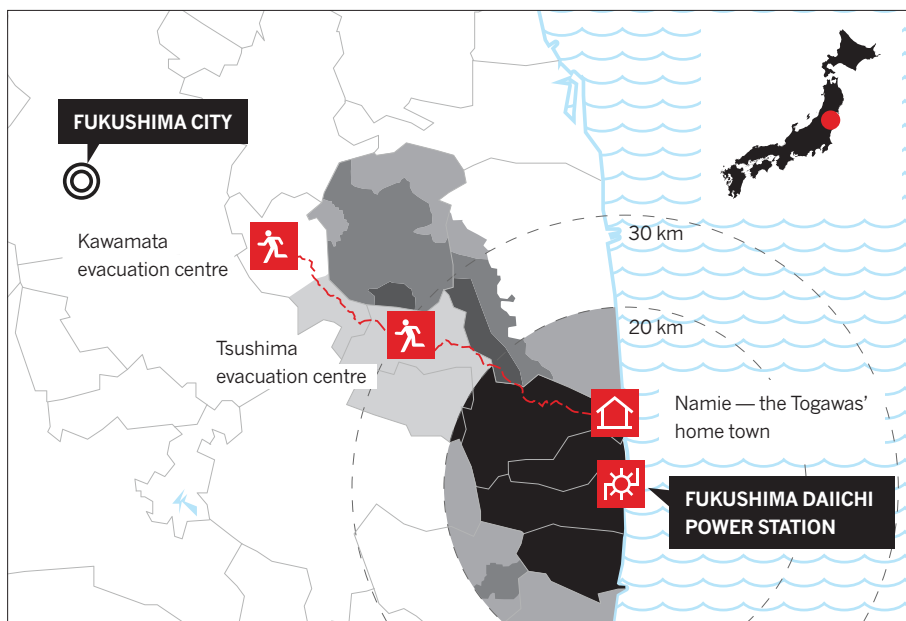 FUKUSHIMA CITY
Kawamata
evacuation centre
30 km
20 km
Tsushima
evacuation centre
Namie — the Togawas’
home town
FUKUSHIMA DAIICHI
POWER STATION